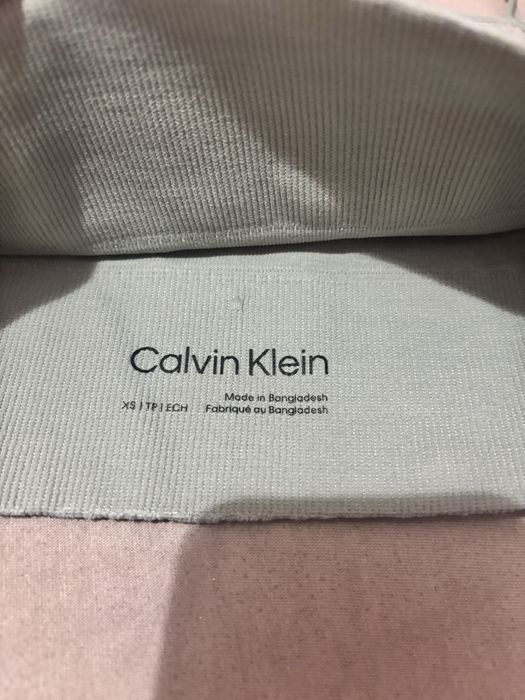 Calvin Klein
Made in Bangladesh
XS | TP | ECH Fabriqué au Bangladesh